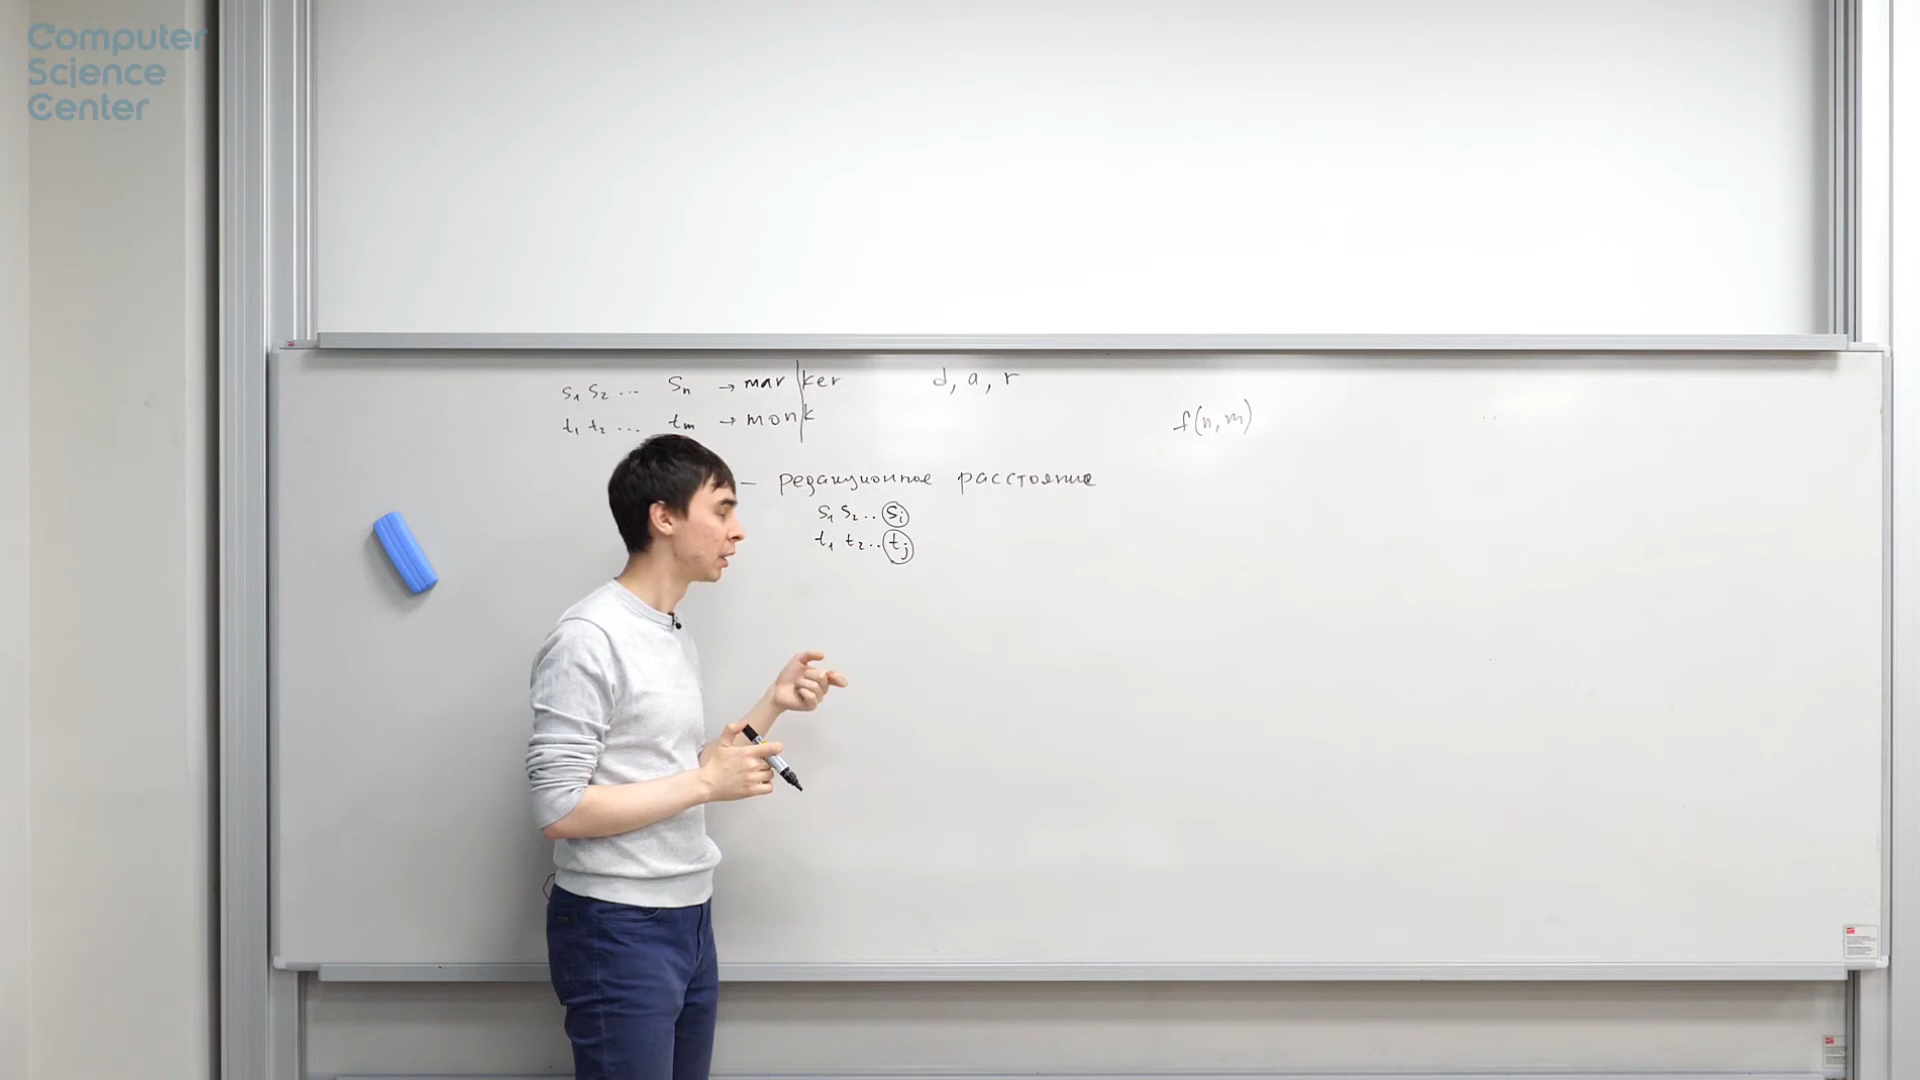 Computer
Science
Center
s₁ s₂ ... sₙ → mar|ker d, a, r
t₁ t₂ ... tₘ → mon|k f(n, m)
— редакционное расстояние
s₁ s₂ .. sᵢ
t₁ t₂ .. tⱼ